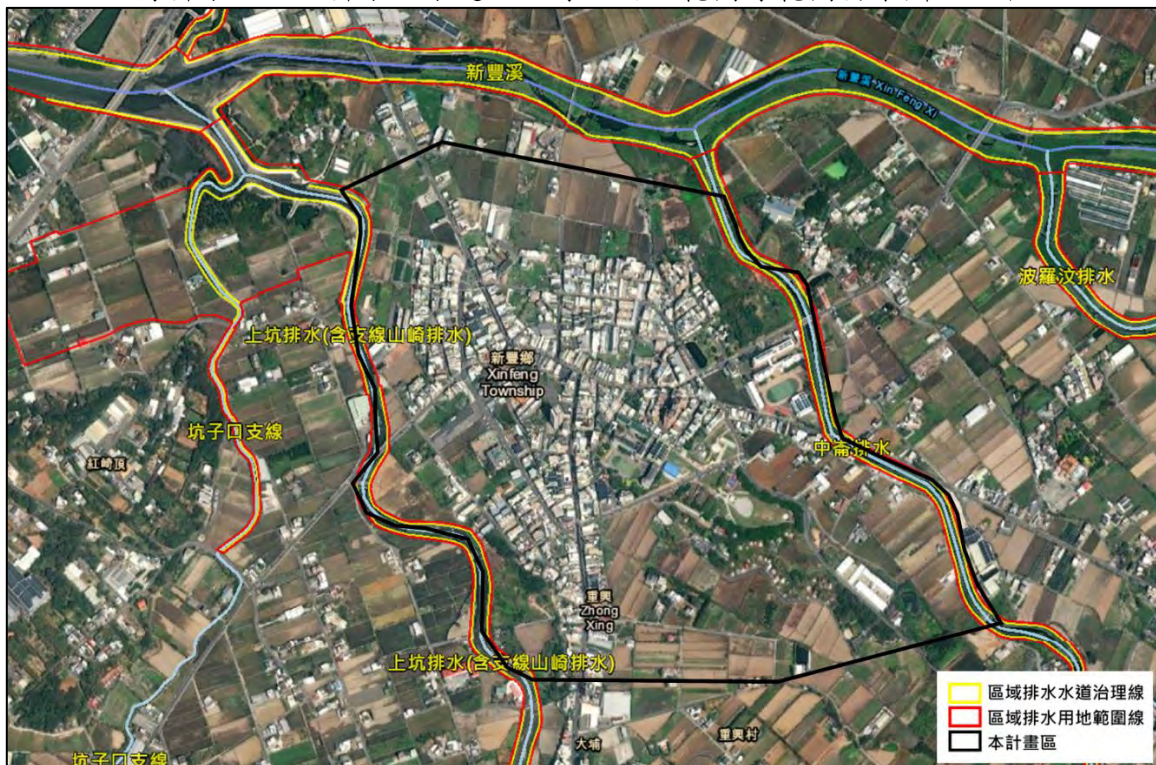 新豐溪
新豐溪 Xin Feng Xi
波羅汶排水
上坑排水(含支線山崎排水)
新豐鄉
Xinfeng
Township
坑子口支線
紅崎頂
中崙排水
重興
Zhong
Xing
上坑排水(含支線山崎排水)
區域排水水道治理線
區域排水用地範圍線
本計畫區
重興村
大埔
坑子口支線